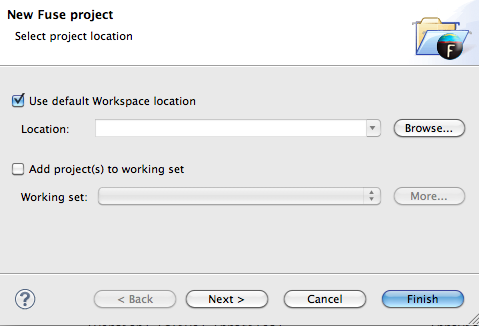 New Fuse project
Select project location
F
Use default Workspace location
Location:
Browse...
Add project(s) to working set
Working set:
More...
?
< Back
Next >
Cancel
Finish